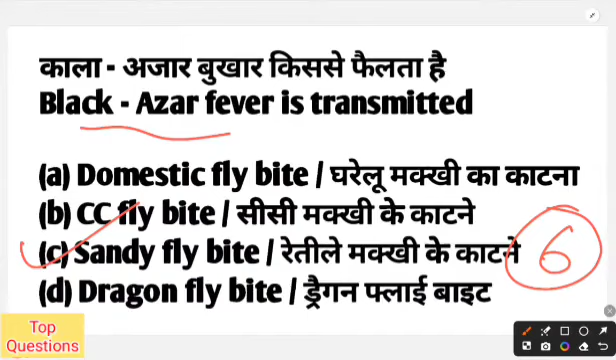 काला - अजार बुखार किससे फैलता है
Black - Azar fever is transmitted
(a) Domestic fly bite / घरेलू मक्खी का काटना
(b) CC fly bite / सीसी मक्खी के काटने
(c) Sandy fly bite / रेतीले मक्खी के काटने
(d) Dragon fly bite / ड्रैगन फ्लाई बाइट
6
Top
Questions